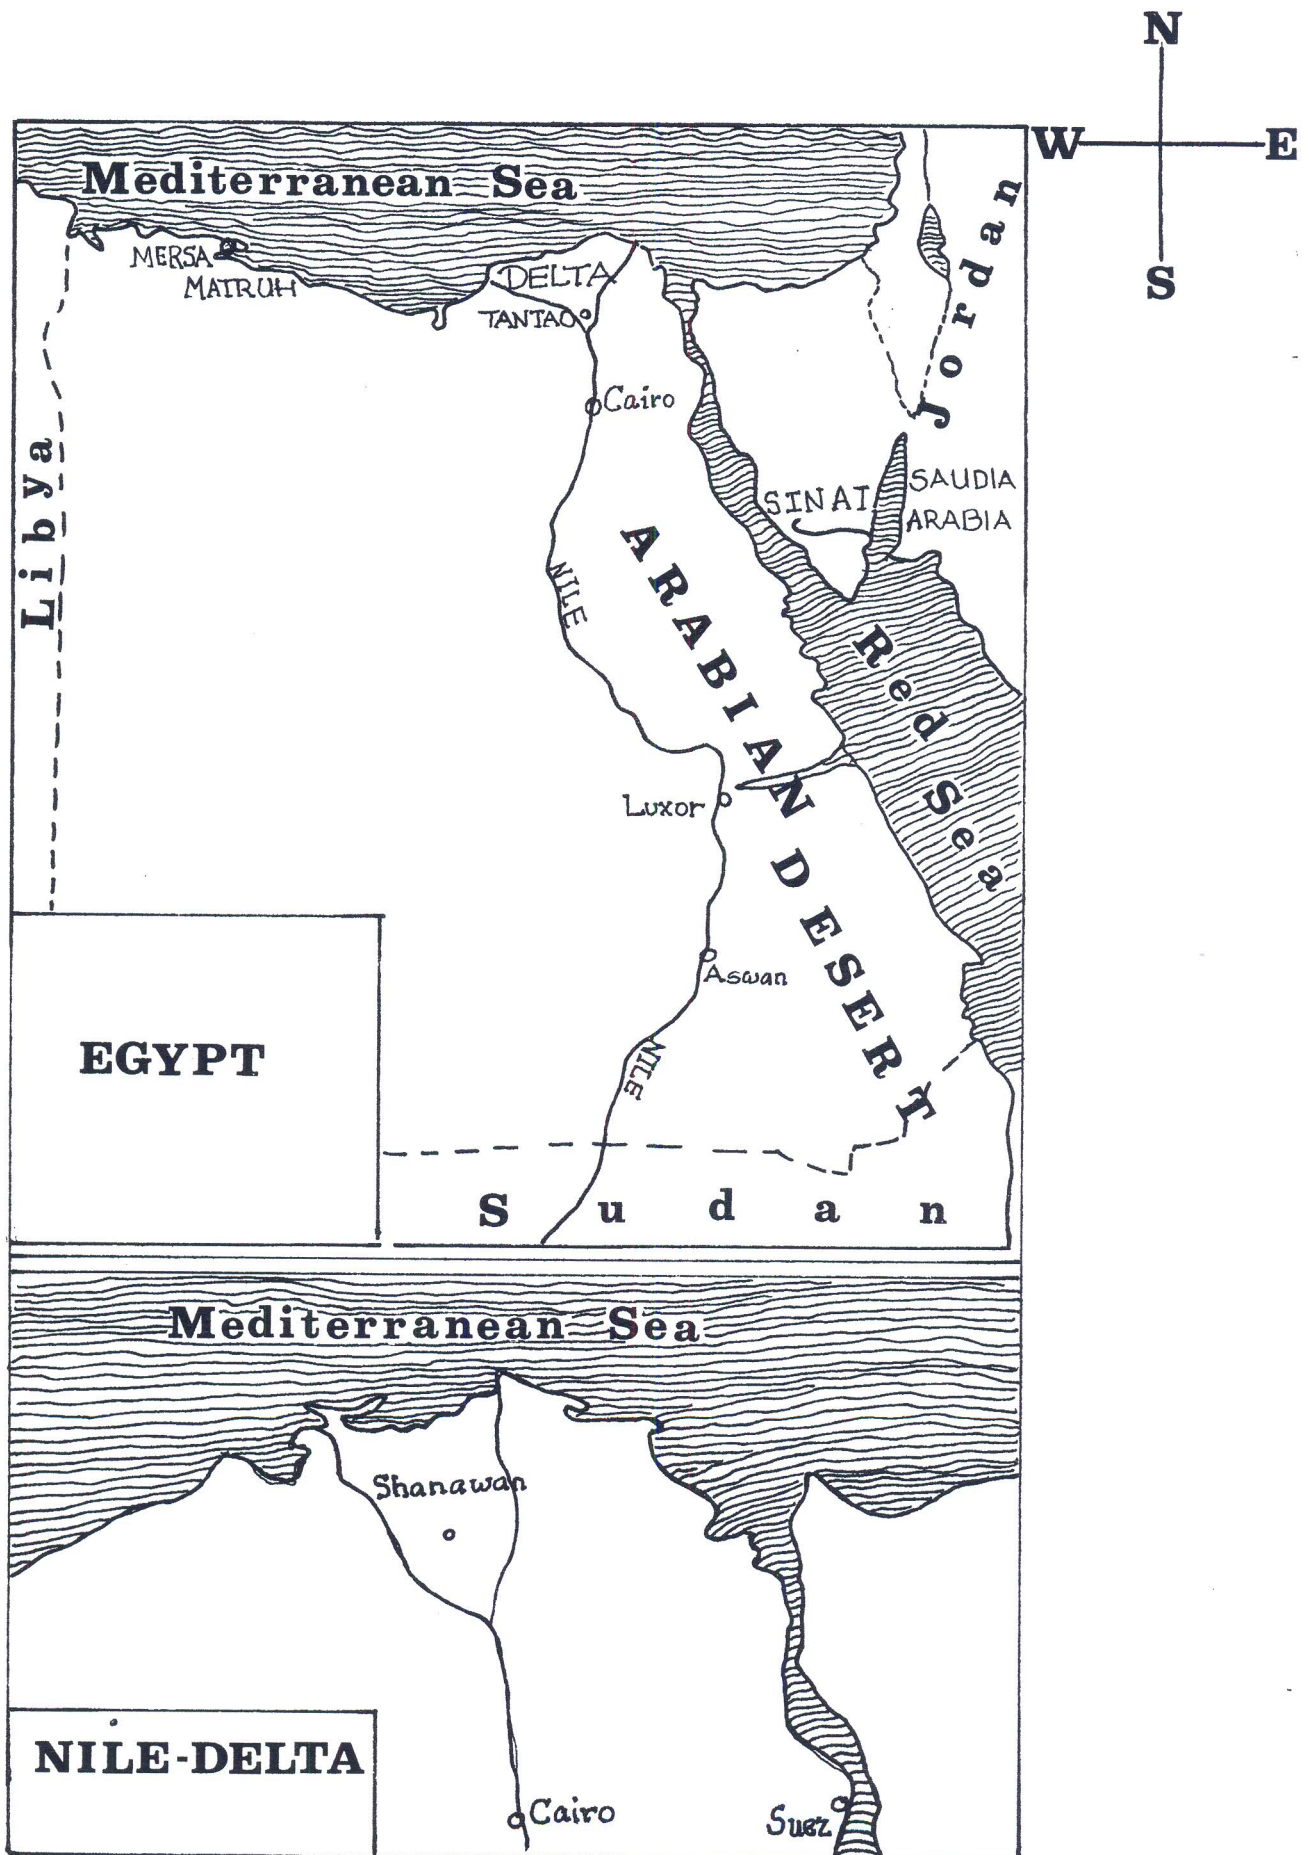 N
W E
S
Mediterranean Sea
Jordan
MERSA
MATRUH
DELTA
TANTAO
Cairo
Libya
SINAI
SAUDIA
ARABIA
NILE
ARABIAN DESERT
Red Sea
Luxor
Aswan
NILE
EGYPT
Sudan
Mediterranean Sea
Shanawan
NILE-DELTA
Cairo
Suez